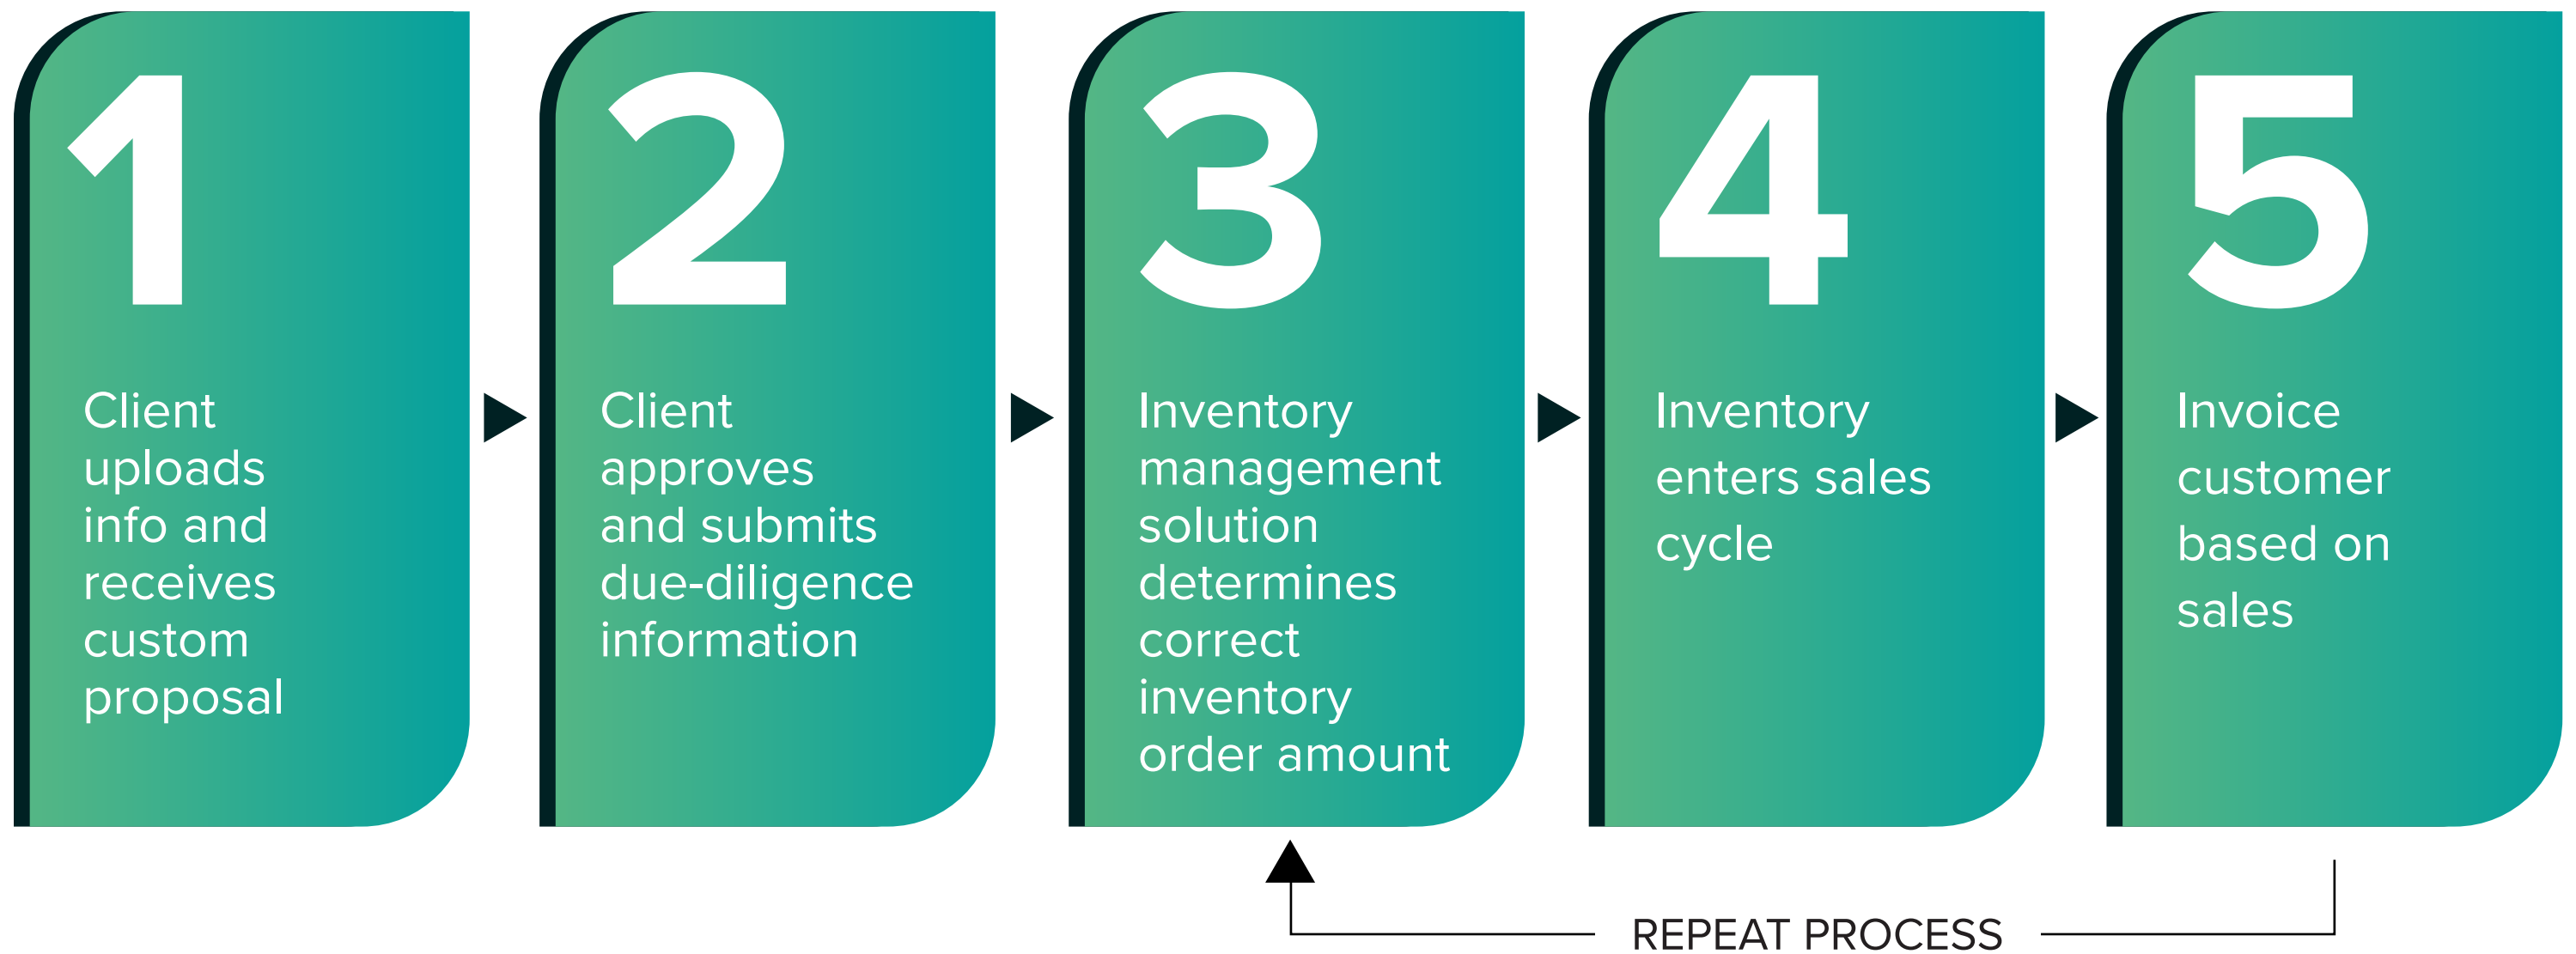 1
Client
uploads
info and
receives
custom
proposal
2
Client
approves
and submits
due-diligence
information
3
Inventory
management
solution
determines
correct
inventory
order amount
4
Inventory
enters sales
cycle
5
Invoice
customer
based on
sales
REPEAT PROCESS